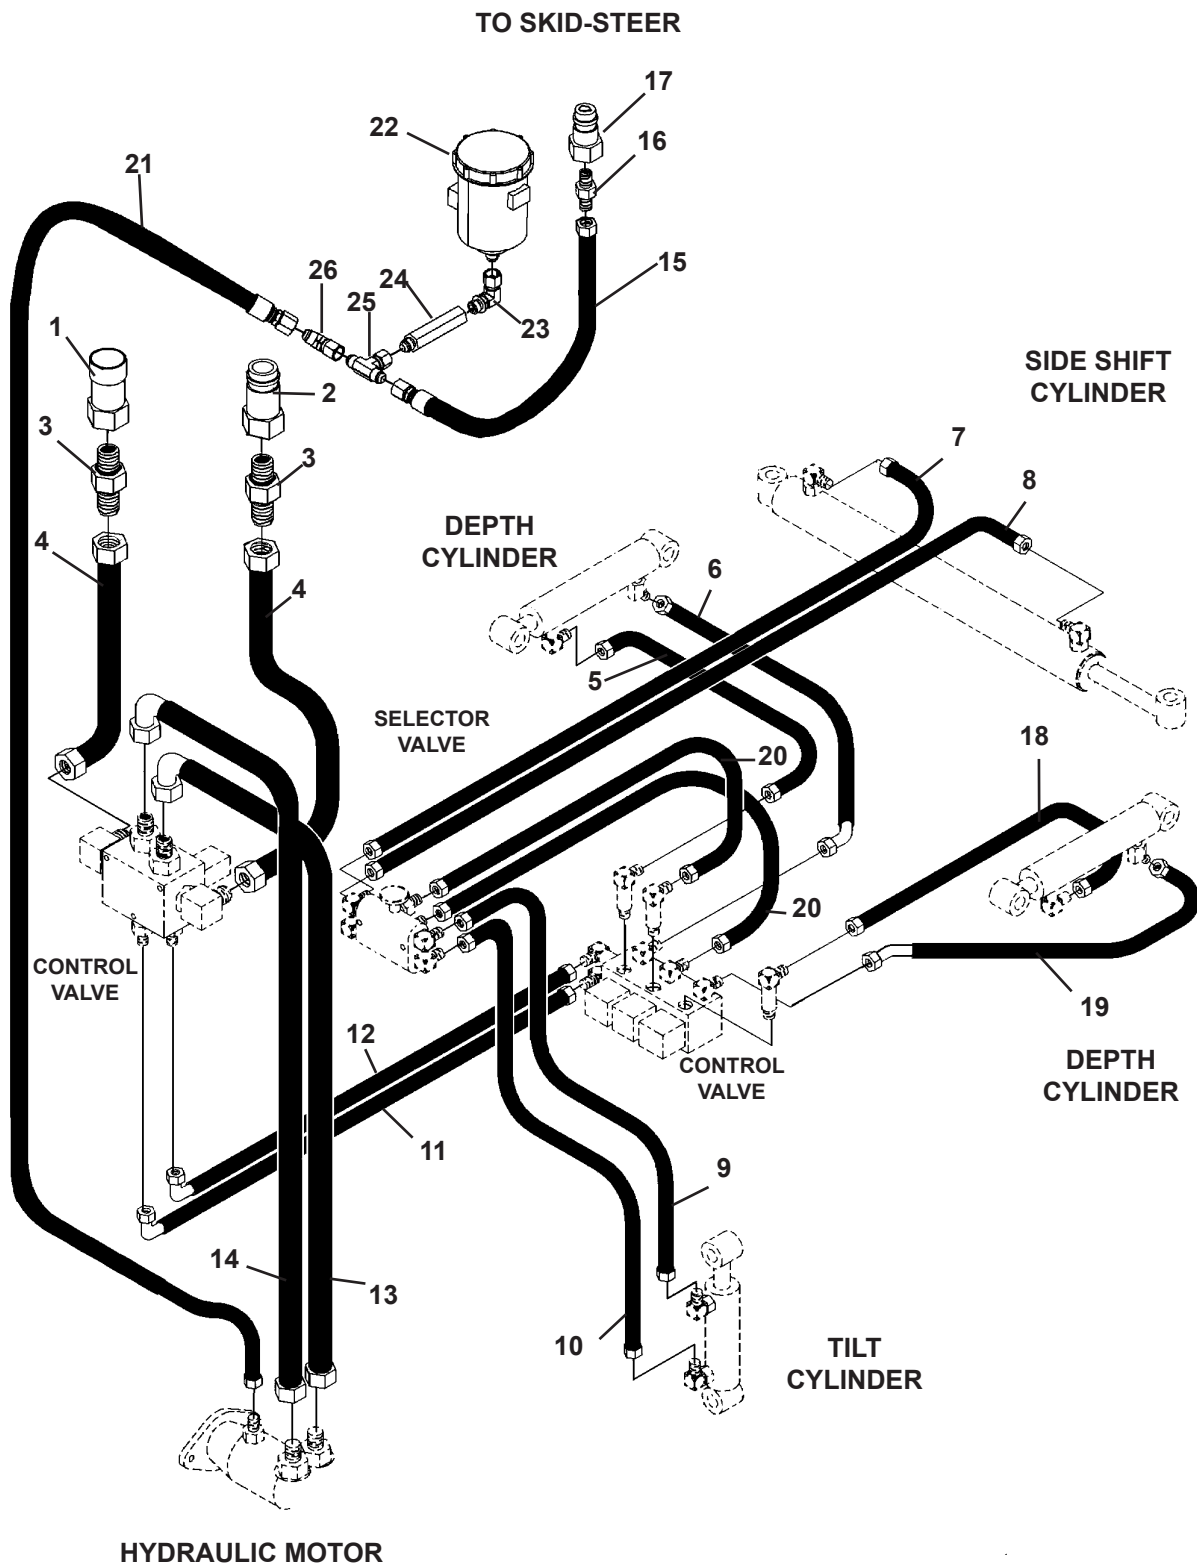 TO SKID-STEER
17
22
16
21
15
26
24
25
23
1
2
SIDE SHIFT
CYLINDER
3
3
7
8
DEPTH
CYLINDER
4
6
4
5
SELECTOR
VALVE
18
20
20
CONTROL
VALVE
19
12
CONTROL
VALVE
DEPTH
CYLINDER
11
9
14
13
10
TILT
CYLINDER
HYDRAULIC MOTOR